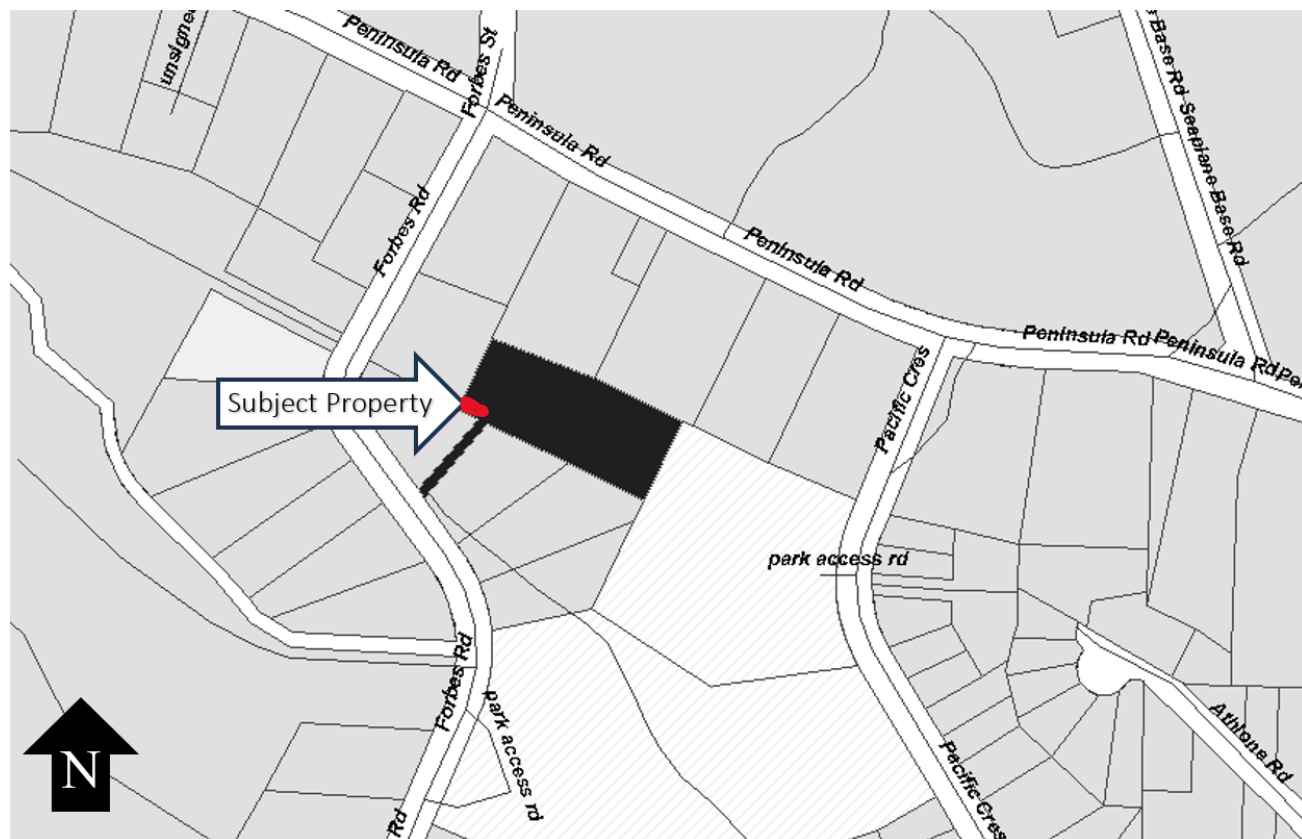 unsigned
Peninsula Rd
Forbes St
Peninsula Rd
Base Rd
Seaplane Base Rd
Forbes Rd
Peninsula Rd
Peninsula Rd
Peninsula Rd
Pacific Cres
Subject Property
park access rd
Forbes Rd
park access rd
Athlone Rd
Pacific Cres
Rd
N